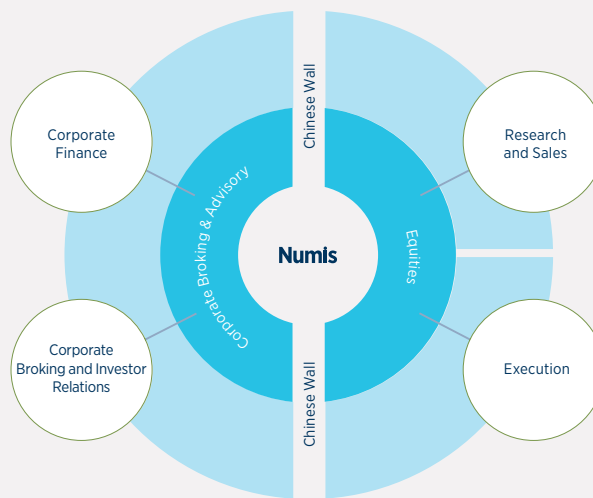 Chinese Wall
Corporate
Finance
Research
and Sales
Corporate Broking & Advisory
Numis
Equities
Corporate
Broking and Investor
Relations
Execution
Chinese Wall